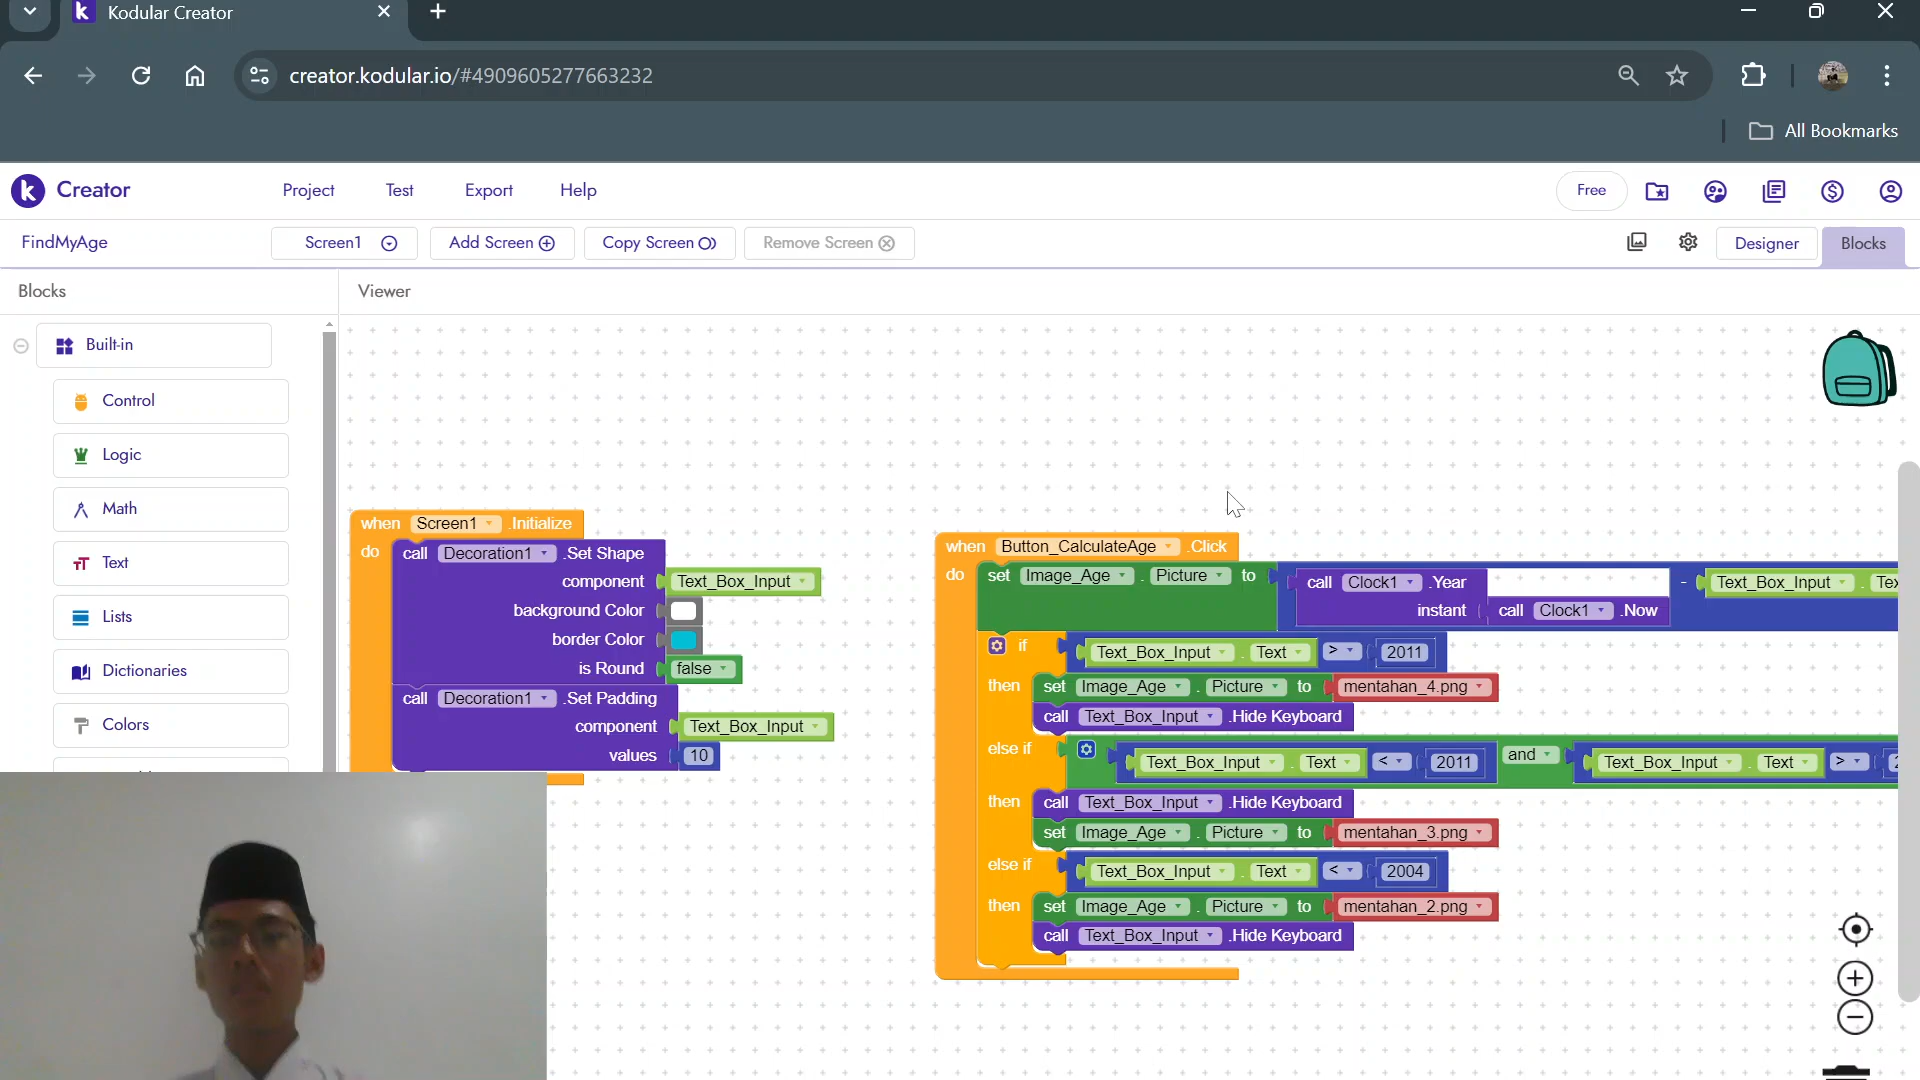 Kodular Creator
creator.kodular.io/#4909605277663232
All Bookmarks
Creator
Project
Test
Export
Help
Free
FindMyAge
Screen1
Add Screen
Copy Screen
Remove Screen
Designer
Blocks
Blocks
Viewer
Built-in
Control
Logic
Math
Text
Lists
Dictionaries
Colors
when Screen1 .Initialize
do call Decoration1 .Set Shape
component Text_Box_Input
background Color
border Color
is Round false
call Decoration1 .Set Padding
component Text_Box_Input
values 10
when Button_CalculateAge .Click
do set Image_Age . Picture to call Clock1 .Year - Text_Box_Input .
instant call Clock1 .Now
if Text_Box_Input . Text > 2011
then set Image_Age . Picture to mentahan_4.png
call Text_Box_Input .Hide Keyboard
else if Text_Box_Input . Text < 2011 and Text_Box_Input . Text >
then call Text_Box_Input .Hide Keyboard
set Image_Age . Picture to mentahan_3.png
else if Text_Box_Input . Text < 2004
then set Image_Age . Picture to mentahan_2.png
call Text_Box_Input .Hide Keyboard